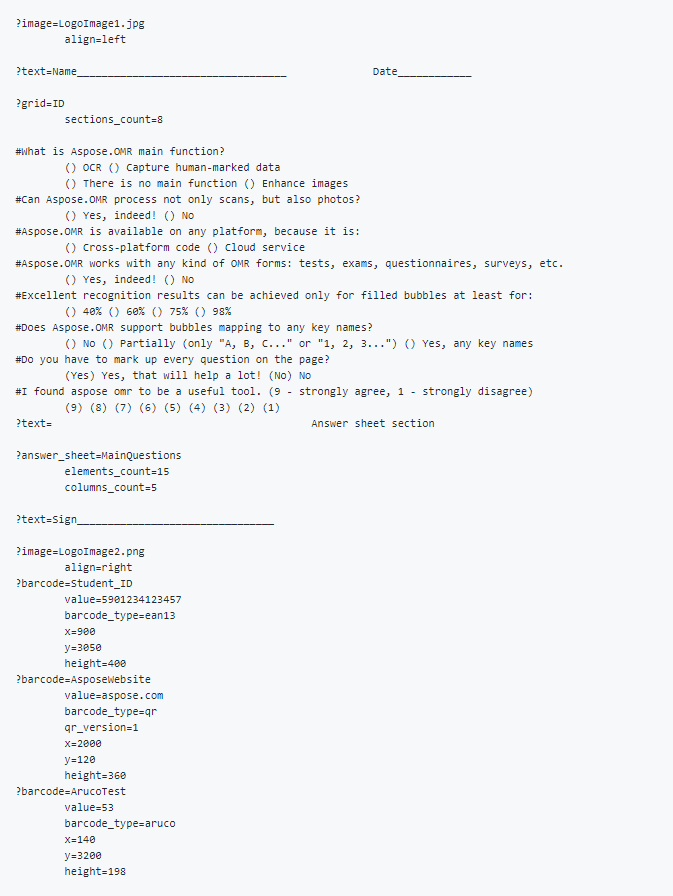 ?image=LogoImage1.jpg
align=left
?text=Name__________________________________ Date____________
?grid=ID
sections_count=8
#What is Aspose.OMR main function?
() OCR () Capture human-marked data
() There is no main function () Enhance images
#Can Aspose.OMR process not only scans, but also photos?
() Yes, indeed! () No
#Aspose.OMR is available on any platform, because it is:
() Cross-platform code () Cloud service
#Aspose.OMR works with any kind of OMR forms: tests, exams, questionnaires, surveys, etc.
() Yes, indeed! () No
#Excellent recognition results can be achieved only for filled bubbles at least for:
() 40% () 60% () 75% () 98%
#Does Aspose.OMR support bubbles mapping to any key names?
() No () Partially (only "A, B, C..." or "1, 2, 3...") () Yes, any key names
#Do you have to mark up every question on the page?
(Yes) Yes, that will help a lot! (No) No
#I found aspose omr to be a useful tool. (9 - strongly agree, 1 - strongly disagree)
(9) (8) (7) (6) (5) (4) (3) (2) (1)
?text= Answer sheet section
?answer_sheet=MainQuestions
elements_count=15
columns_count=5
?text=Sign________________________________
?image=LogoImage2.png
align=right
?barcode=Student_ID
value=5901234123457
barcode_type=ean13
x=900
y=3050
height=400
?barcode=AsposeWebsite
value=aspose.com
barcode_type=qr
qr_version=1
x=2000
y=120
height=360
?barcode=ArucoTest
value=53
barcode_type=aruco
x=140
y=3200
height=198